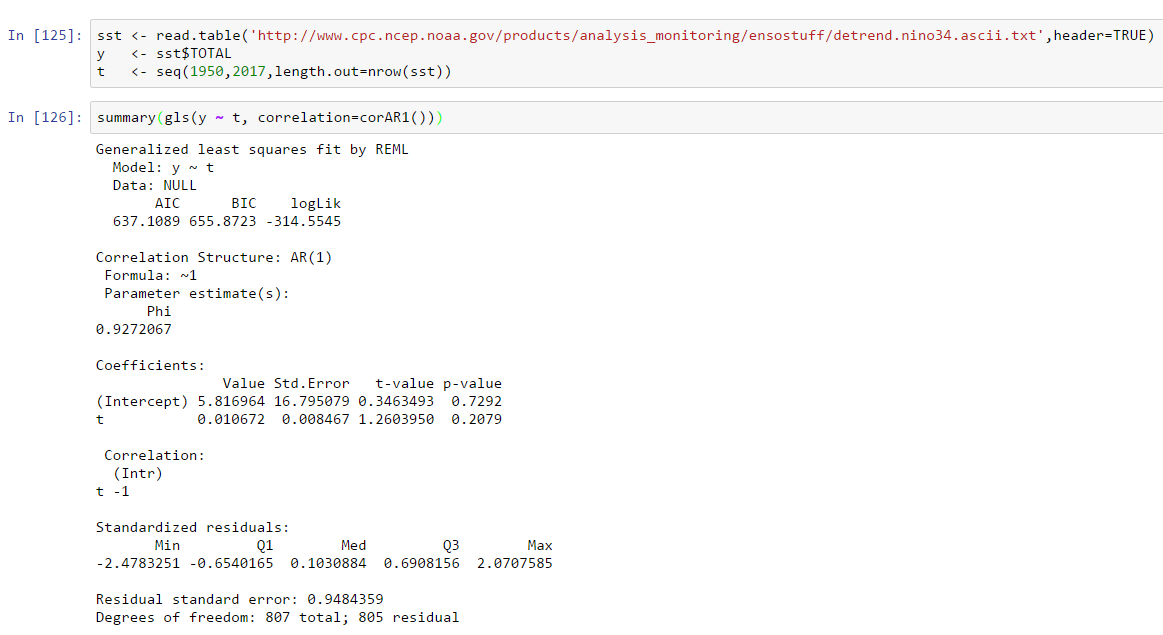 In [125]: sst <- read.table('http://www.cpc.ncep.noaa.gov/products/analysis_monitoring/ensostuff/detrend.nino34.ascii.txt',header=TRUE)
y   <- sst$TOTAL
t   <- seq(1950,2017,length.out=nrow(sst))
In [126]: summary(gls(y ~ t, correlation=corAR1()))
Generalized least squares fit by REML
  Model: y ~ t
  Data: NULL
       AIC      BIC    logLik
  637.1089 655.8723 -314.5545
Correlation Structure: AR(1)
 Formula: ~1
 Parameter estimate(s):
      Phi
0.9272067
Coefficients:
               Value Std.Error   t-value p-value
(Intercept) 5.816964 16.795079 0.3463493  0.7292
t           0.010672  0.008467 1.2603950  0.2079
 Correlation:
  (Intr)
t -1
Standardized residuals:
       Min         Q1        Med         Q3        Max
-2.4783251 -0.6540165  0.1030884  0.6908156  2.0707585
Residual standard error: 0.9484359
Degrees of freedom: 807 total; 805 residual